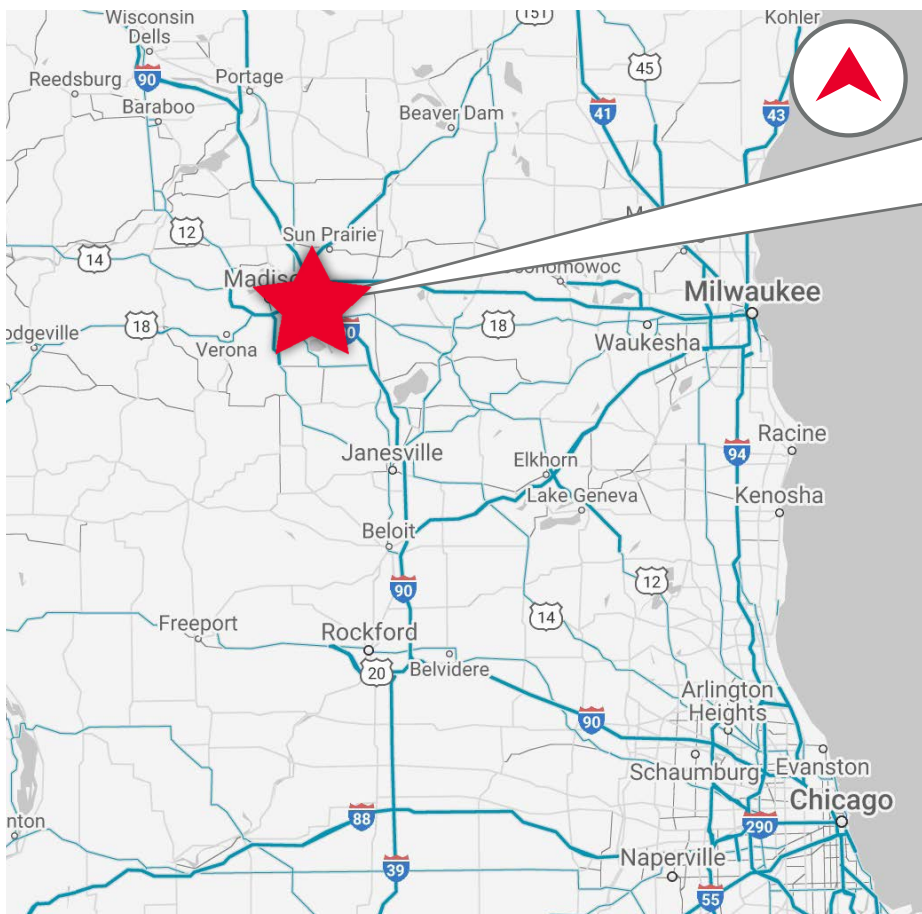 Wisconsin
Dells
151
Kohler
45
Reedsburg
90
Portage
Baraboo
Beaver Dam
41
43
12
Sun Prairie
14
Madiso
onomowoc
Milwaukee
18
18
Waukesha
Verona
odgeville
Janesville
Elkhorn
94
Racine
Lake Geneva
Kenosha
Beloit
90
12
14
Freeport
Rockford
20
Belvidere
Arlington
Heights
90
Schaumburg
Evanston
Chicago
nton
88
290
Naperville
39
55